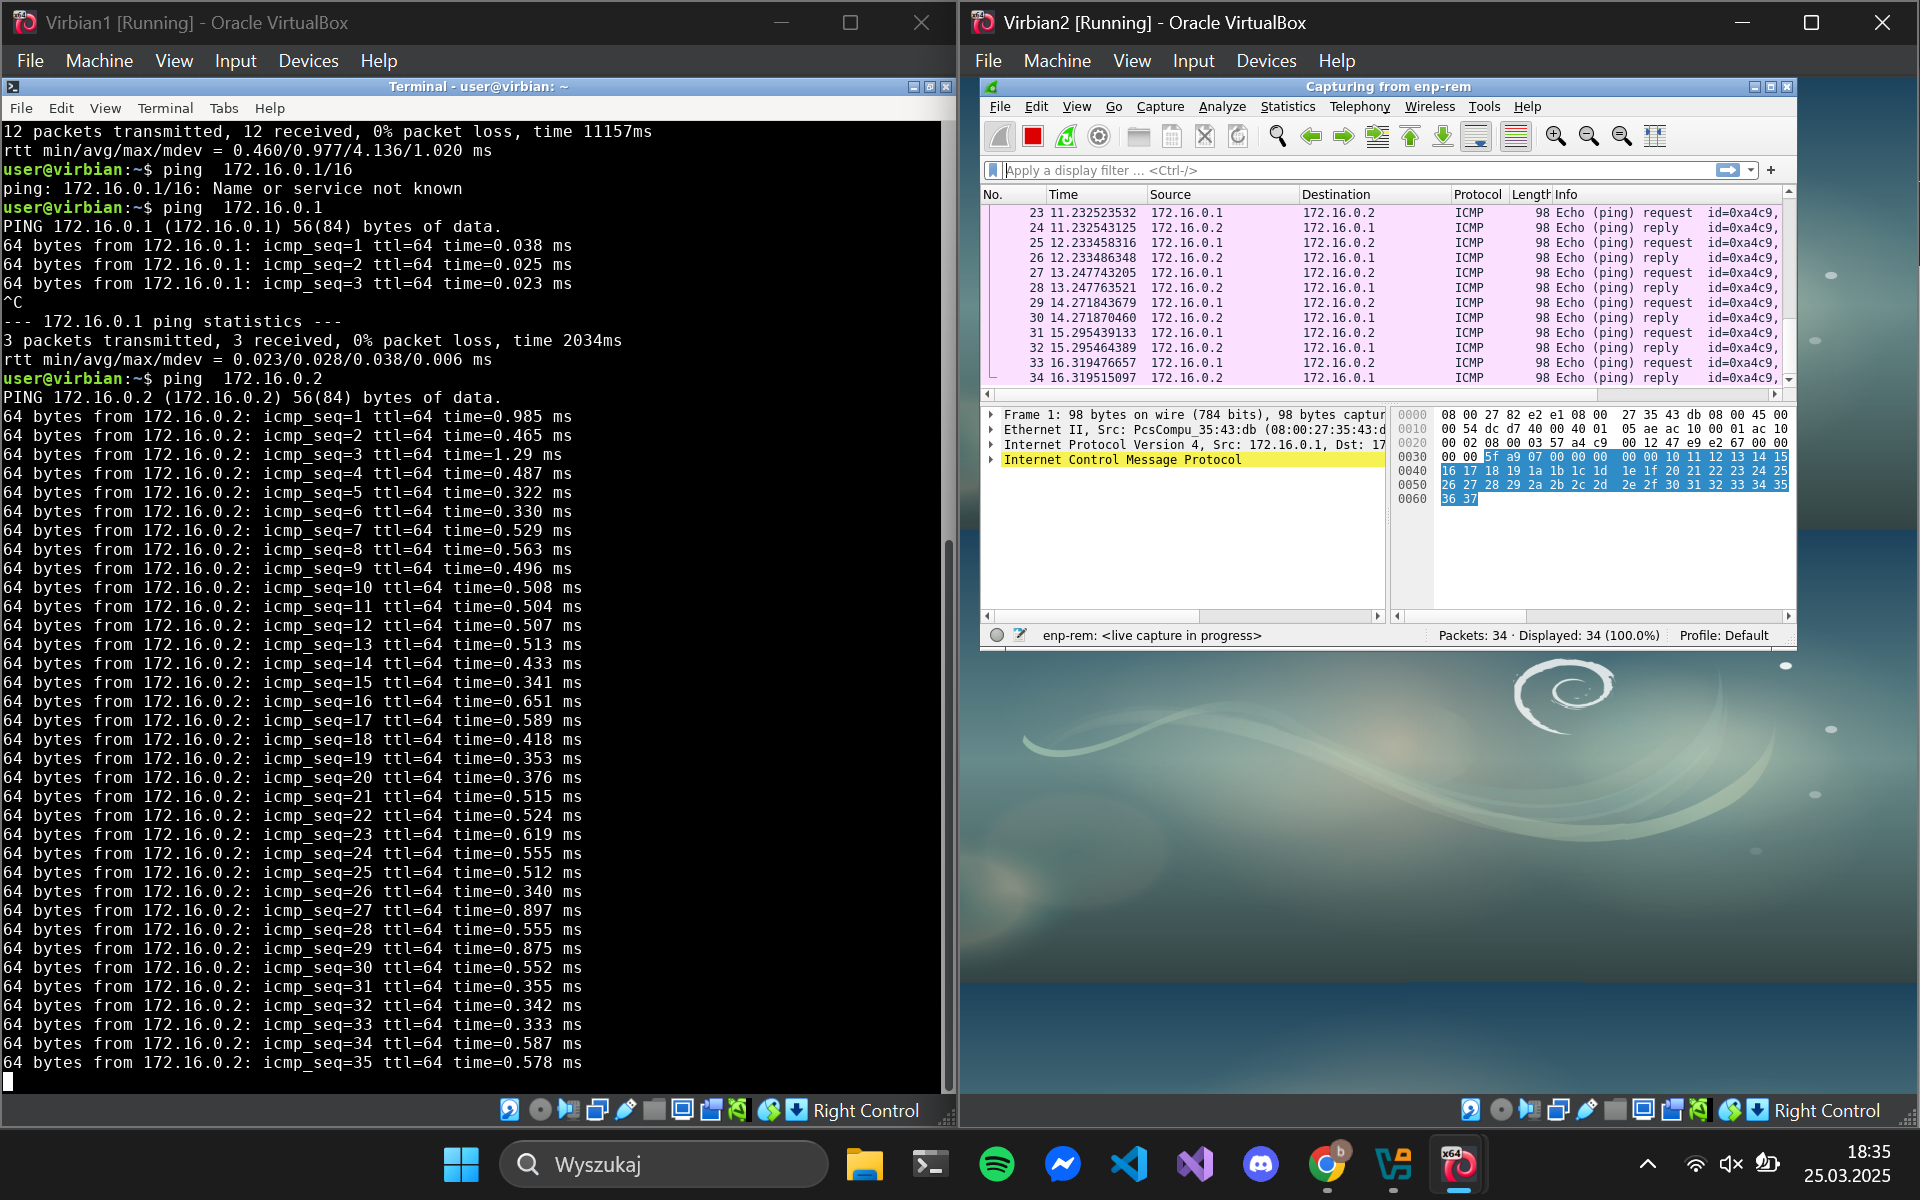 Virbian1 [Running] - Oracle VirtualBox
File Machine View Input Devices Help
Terminal - user@virbian: ~
File Edit View Terminal Tabs Help
12 packets transmitted, 12 received, 0% packet loss, time 11157ms
rtt min/avg/max/mdev = 0.460/0.977/4.136/1.020 ms
user@virbian:~$ ping  172.16.0.1/16
ping: 172.16.0.1/16: Name or service not known
user@virbian:~$ ping  172.16.0.1
PING 172.16.0.1 (172.16.0.1) 56(84) bytes of data.
64 bytes from 172.16.0.1: icmp_seq=1 ttl=64 time=0.038 ms
64 bytes from 172.16.0.1: icmp_seq=2 ttl=64 time=0.025 ms
64 bytes from 172.16.0.1: icmp_seq=3 ttl=64 time=0.023 ms
^C
--- 172.16.0.1 ping statistics ---
3 packets transmitted, 3 received, 0% packet loss, time 2034ms
rtt min/avg/max/mdev = 0.023/0.028/0.038/0.006 ms
user@virbian:~$ ping  172.16.0.2
PING 172.16.0.2 (172.16.0.2) 56(84) bytes of data.
64 bytes from 172.16.0.2: icmp_seq=1 ttl=64 time=0.985 ms
64 bytes from 172.16.0.2: icmp_seq=2 ttl=64 time=0.465 ms
64 bytes from 172.16.0.2: icmp_seq=3 ttl=64 time=1.29 ms
64 bytes from 172.16.0.2: icmp_seq=4 ttl=64 time=0.487 ms
64 bytes from 172.16.0.2: icmp_seq=5 ttl=64 time=0.322 ms
64 bytes from 172.16.0.2: icmp_seq=6 ttl=64 time=0.330 ms
64 bytes from 172.16.0.2: icmp_seq=7 ttl=64 time=0.529 ms
64 bytes from 172.16.0.2: icmp_seq=8 ttl=64 time=0.563 ms
64 bytes from 172.16.0.2: icmp_seq=9 ttl=64 time=0.496 ms
64 bytes from 172.16.0.2: icmp_seq=10 ttl=64 time=0.508 ms
64 bytes from 172.16.0.2: icmp_seq=11 ttl=64 time=0.504 ms
64 bytes from 172.16.0.2: icmp_seq=12 ttl=64 time=0.507 ms
64 bytes from 172.16.0.2: icmp_seq=13 ttl=64 time=0.513 ms
64 bytes from 172.16.0.2: icmp_seq=14 ttl=64 time=0.433 ms
64 bytes from 172.16.0.2: icmp_seq=15 ttl=64 time=0.341 ms
64 bytes from 172.16.0.2: icmp_seq=16 ttl=64 time=0.651 ms
64 bytes from 172.16.0.2: icmp_seq=17 ttl=64 time=0.589 ms
64 bytes from 172.16.0.2: icmp_seq=18 ttl=64 time=0.418 ms
64 bytes from 172.16.0.2: icmp_seq=19 ttl=64 time=0.353 ms
64 bytes from 172.16.0.2: icmp_seq=20 ttl=64 time=0.376 ms
64 bytes from 172.16.0.2: icmp_seq=21 ttl=64 time=0.515 ms
64 bytes from 172.16.0.2: icmp_seq=22 ttl=64 time=0.524 ms
64 bytes from 172.16.0.2: icmp_seq=23 ttl=64 time=0.619 ms
64 bytes from 172.16.0.2: icmp_seq=24 ttl=64 time=0.555 ms
64 bytes from 172.16.0.2: icmp_seq=25 ttl=64 time=0.512 ms
64 bytes from 172.16.0.2: icmp_seq=26 ttl=64 time=0.340 ms
64 bytes from 172.16.0.2: icmp_seq=27 ttl=64 time=0.897 ms
64 bytes from 172.16.0.2: icmp_seq=28 ttl=64 time=0.555 ms
64 bytes from 172.16.0.2: icmp_seq=29 ttl=64 time=0.875 ms
64 bytes from 172.16.0.2: icmp_seq=30 ttl=64 time=0.552 ms
64 bytes from 172.16.0.2: icmp_seq=31 ttl=64 time=0.355 ms
64 bytes from 172.16.0.2: icmp_seq=32 ttl=64 time=0.342 ms
64 bytes from 172.16.0.2: icmp_seq=33 ttl=64 time=0.333 ms
64 bytes from 172.16.0.2: icmp_seq=34 ttl=64 time=0.587 ms
64 bytes from 172.16.0.2: icmp_seq=35 ttl=64 time=0.578 ms
Right Control
Virbian2 [Running] - Oracle VirtualBox
File Machine View Input Devices Help
Capturing from enp-rem
File Edit View Go Capture Analyze Statistics Telephony Wireless Tools Help
Apply a display filter ... <Ctrl-/>
No. Time Source Destination Protocol Length Info
23 11.232523532 172.16.0.1 172.16.0.2 ICMP 98 Echo (ping) request id=0xa4c9,
24 11.232543125 172.16.0.2 172.16.0.1 ICMP 98 Echo (ping) reply id=0xa4c9,
25 12.233458316 172.16.0.1 172.16.0.2 ICMP 98 Echo (ping) request id=0xa4c9,
26 12.233486348 172.16.0.2 172.16.0.1 ICMP 98 Echo (ping) reply id=0xa4c9,
27 13.247743205 172.16.0.1 172.16.0.2 ICMP 98 Echo (ping) request id=0xa4c9,
28 13.247763521 172.16.0.2 172.16.0.1 ICMP 98 Echo (ping) reply id=0xa4c9,
29 14.271843679 172.16.0.1 172.16.0.2 ICMP 98 Echo (ping) request id=0xa4c9,
30 14.271870460 172.16.0.2 172.16.0.1 ICMP 98 Echo (ping) reply id=0xa4c9,
31 15.295439133 172.16.0.1 172.16.0.2 ICMP 98 Echo (ping) request id=0xa4c9,
32 15.295464389 172.16.0.2 172.16.0.1 ICMP 98 Echo (ping) reply id=0xa4c9,
33 16.319476657 172.16.0.1 172.16.0.2 ICMP 98 Echo (ping) request id=0xa4c9,
34 16.319515097 172.16.0.2 172.16.0.1 ICMP 98 Echo (ping) reply id=0xa4c9,
Frame 1: 98 bytes on wire (784 bits), 98 bytes captur
Ethernet II, Src: PcsCompu_35:43:db (08:00:27:35:43:d
Internet Protocol Version 4, Src: 172.16.0.1, Dst: 17
Internet Control Message Protocol
0000 08 00 27 82 e2 e1 08 00 27 35 43 db 08 00 45 00
0010 00 54 dc d7 40 00 40 01 05 ae ac 10 00 01 ac 10
0020 00 02 08 00 03 57 a4 c9 00 12 47 e9 e2 67 00 00
0030 00 00 5f a9 07 00 00 00 00 00 10 11 12 13 14 15
0040 16 17 18 19 1a 1b 1c 1d 1e 1f 20 21 22 23 24 25
0050 26 27 28 29 2a 2b 2c 2d 2e 2f 30 31 32 33 34 35
0060 36 37
enp-rem: <live capture in progress>
Packets: 34 · Displayed: 34 (100.0%)
Profile: Default
Right Control
Wyszukaj
b
x64
18:35
25.03.2025